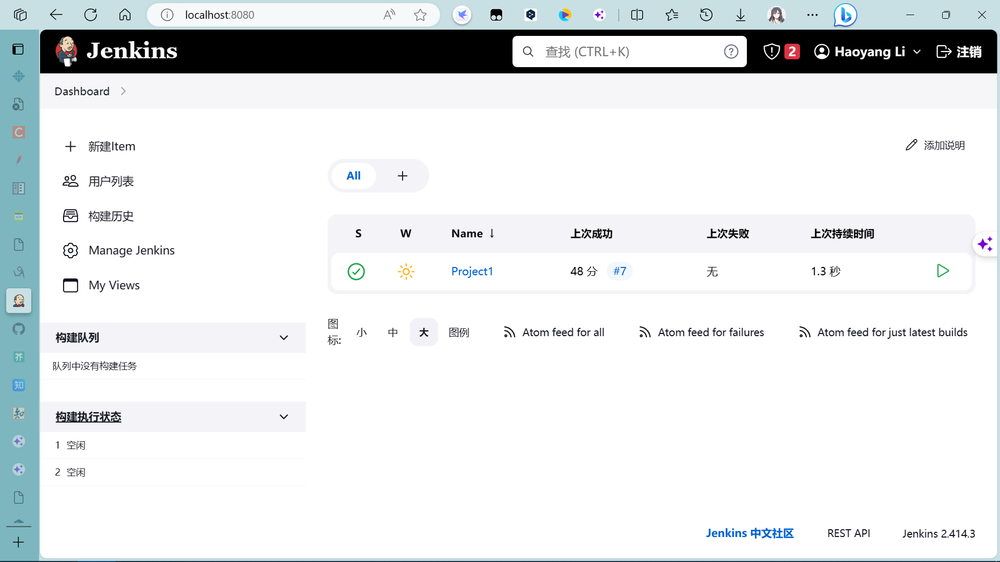 localhost:8080
Jenkins
查找 (CTRL+K)
2
Haoyang Li
注销
Dashboard
新建Item
用户列表
构建历史
Manage Jenkins
My Views
构建队列
队列中没有构建任务
构建执行状态
1 空闲
2 空闲
添加说明
All
S W Name ↓ 上次成功 上次失败 上次持续时间
Project1 48 分 #7 无 1.3 秒
图标: 小 中 大 图例 Atom feed for all Atom feed for failures Atom feed for just latest builds
Jenkins 中文社区 REST API Jenkins 2.414.3